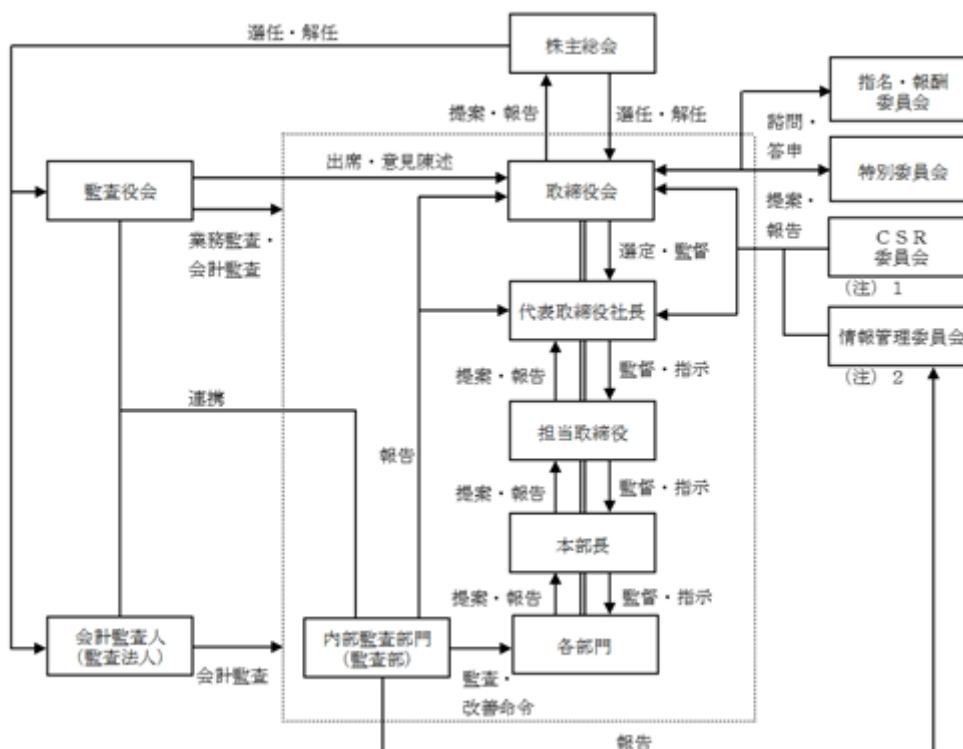 選任・解任
株主総会
指名・報酬
委員会
提案・報告
選任・解任
諮問・
答申
出席・意見陳述
監査役会
取締役会
特別委員会
提案・
報告
業務監査・
会計監査
選定・監督
ＣＳＲ
委員会
(注) 1
代表取締役社長
情報管理委員会
(注) 2
提案・報告
監督・指示
連携
担当取締役
報告
提案・報告
監督・指示
本部長
提案・報告
監督・指示
会計監査人
(監査法人)
内部監査部門
(監査部)
各部門
会計監査
監査・
改善命令
報告